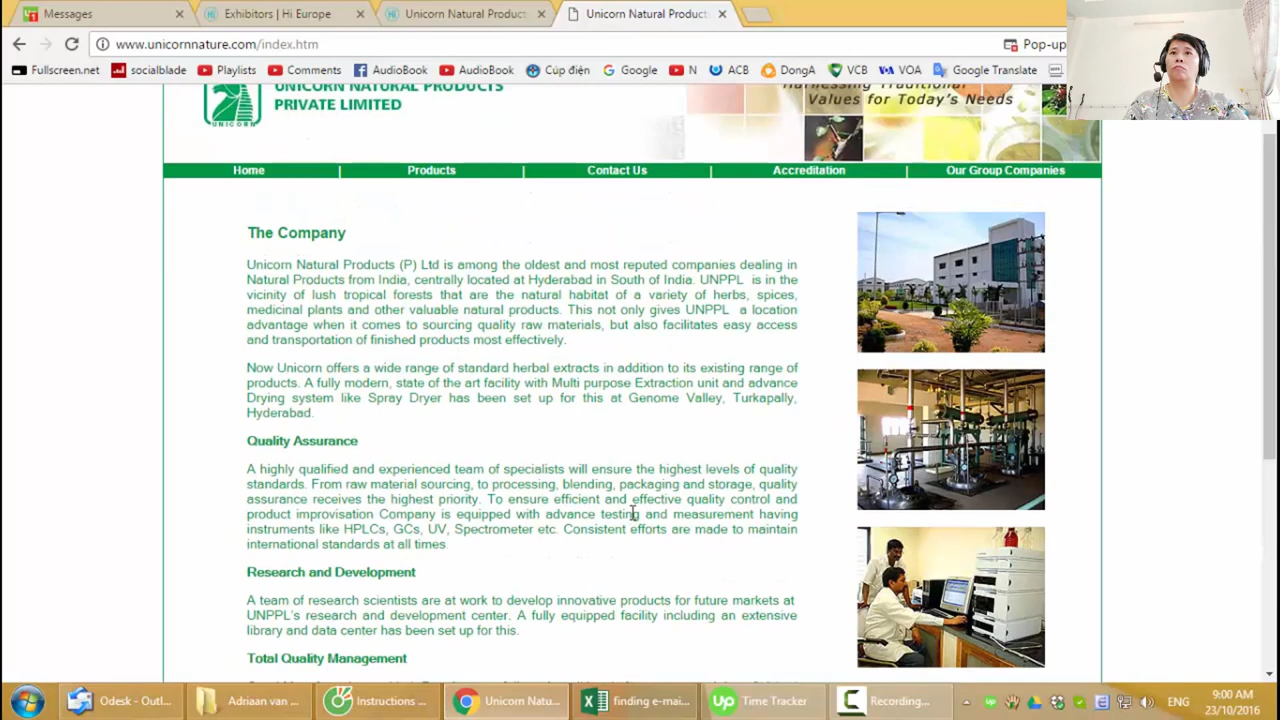 Messages
Exhibitors | Hi Europe
Unicorn Natural Product
Unicorn Natural Product
www.unicornnature.com/index.htm
Pop-up
Fullscreen.net socialblade Playlists Comments AudioBook AudioBook Cúp điện Google N ACB DongA VCB VOA Google Translate
UNICORN NATURAL PRODUCTS
PRIVATE LIMITED
UNICORN
Harnessing Traditional
Values for Today's Needs
Home | Products | Contact Us | Accreditation | Our Group Companies
The Company
Unicorn Natural Products (P) Ltd is among the oldest and most reputed companies dealing in
Natural Products from India, centrally located at Hyderabad in South of India. UNPPL is in the
vicinity of lush tropical forests that are the natural habitat of a variety of herbs, spices,
medicinal plants and other valuable natural products. This not only gives UNPPL a location
advantage when it comes to sourcing quality raw materials, but also facilitates easy access
and transportation of finished products most effectively.
Now Unicorn offers a wide range of standard herbal extracts in addition to its existing range of
products. A fully modern, state of the art facility with Multi purpose Extraction unit and advance
Drying system like Spray Dryer has been set up for this at Genome Valley, Turkapally,
Hyderabad.
Quality Assurance
A highly qualified and experienced team of specialists will ensure the highest levels of quality
standards. From raw material sourcing, to processing, blending, packaging and storage, quality
assurance receives the highest priority. To ensure efficient and effective quality control and
product improvisation Company is equipped with advance testing and measurement having
instruments like HPLCs, GCs, UV, Spectrometer etc. Consistent efforts are made to maintain
international standards at all times.
Research and Development
A team of research scientists are at work to develop innovative products for future markets at
UNPPL's research and development center. A fully equipped facility including an extensive
library and data center has been set up for this.
Total Quality Management
Odesk - Outl... Adriaan van ... Instructions ... Unicorn Natu... finding e-mai... Time Tracker Recording... ENG
9:00 AM
23/10/2016